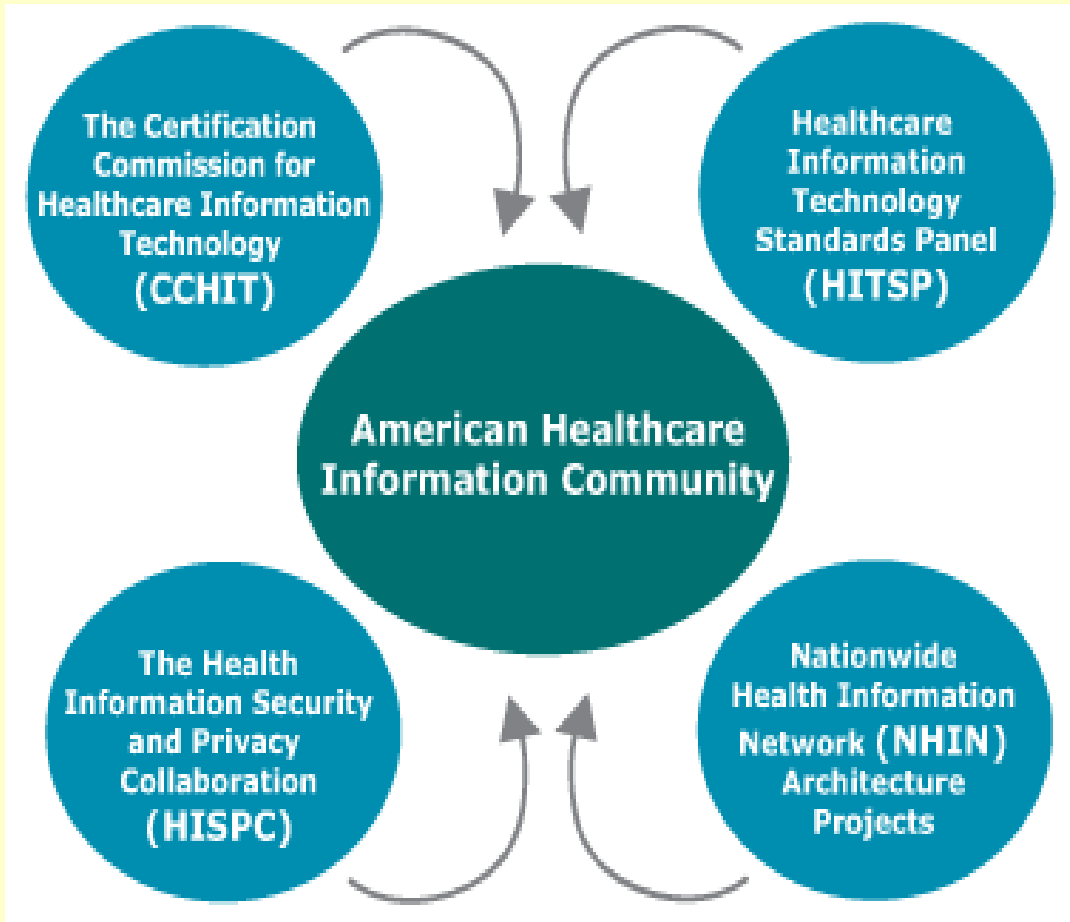 The Certification
Commission for
Healthcare Information
Technology
(CCHIT)
Healthcare
Information
Technology
Standards Panel
(HITSP)
American Healthcare
Information Community
The Health
Information Security
and Privacy
Collaboration
(HISPC)
Nationwide
Health Information
Network (NHIN)
Architecture
Projects